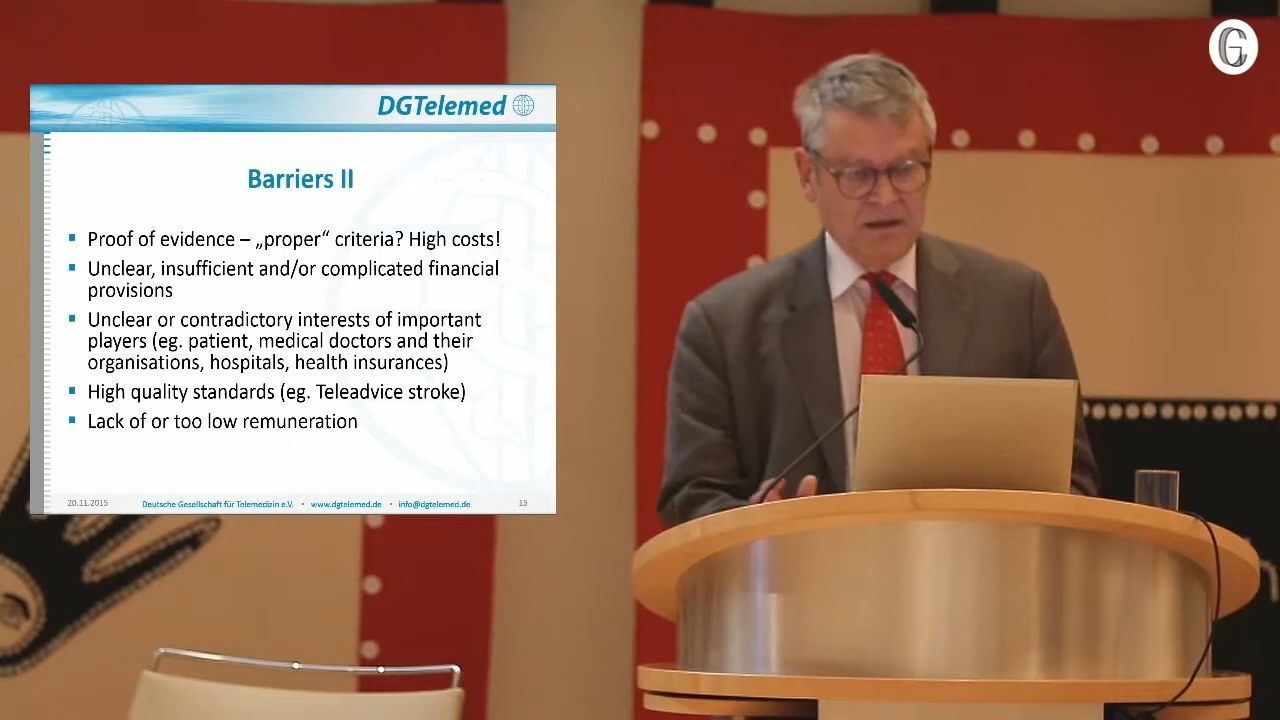 DGTelemed
Barriers II
Proof of evidence – „proper“ criteria? High costs!
Unclear, insufficient and/or complicated financial
provisions
Unclear or contradictory interests of important
players (eg. patient, medical doctors and their
organisations, hospitals, health insurances)
High quality standards (eg. Teleadvice stroke)
Lack of or too low remuneration
20.11.2015 Deutsche Gesellschaft für Telemedizin e.V. • www.dgtelemed.de • info@dgtelemed.de 15